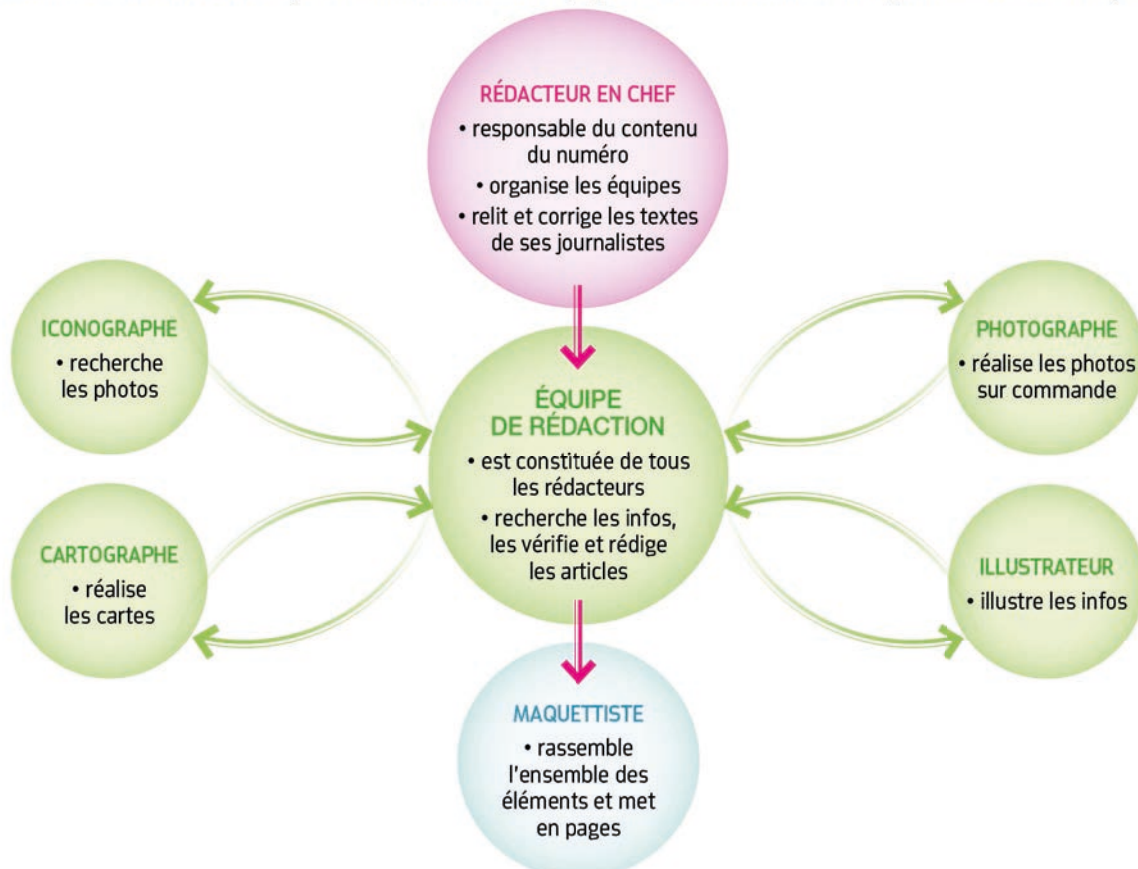 RÉDACTEUR EN CHEF
• responsable du contenu
du numéro
• organise les équipes
• relit et corrige les textes
de ses journalistes
ICONOGRAPHE
• recherche
les photos
PHOTOGRAPHE
• réalise les photos
sur commande
ÉQUIPE
DE RÉDACTION
• est constituée de tous
les rédacteurs
• recherche les infos,
les vérifie et rédige
les articles
CARTOGRAPHE
• réalise
les cartes
ILLUSTRATEUR
• illustre les infos
MAQUETTISTE
• rassemble
l'ensemble des
éléments et met
en pages